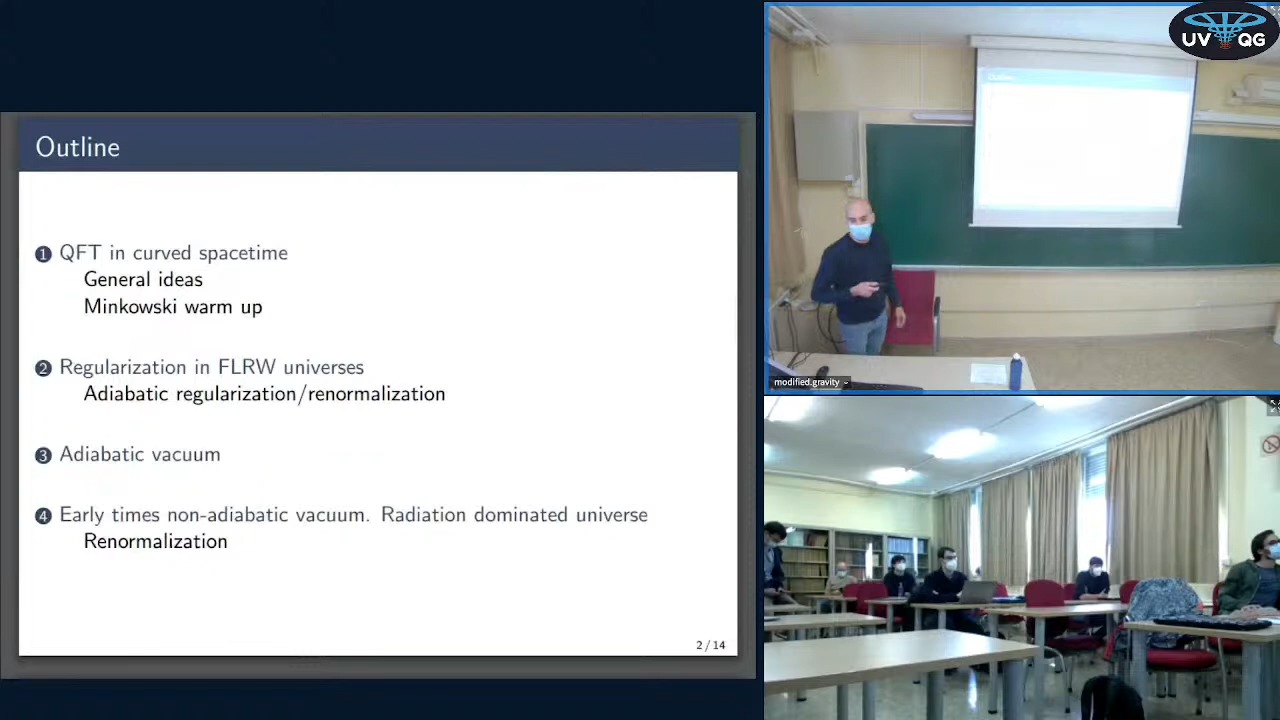 Outline
1 QFT in curved spacetime
General ideas
Minkowski warm up
2 Regularization in FLRW universes
Adiabatic regularization/renormalization
3 Adiabatic vacuum
4 Early times non-adiabatic vacuum. Radiation dominated universe
Renormalization
2 / 14
UV QG
modified.gravity